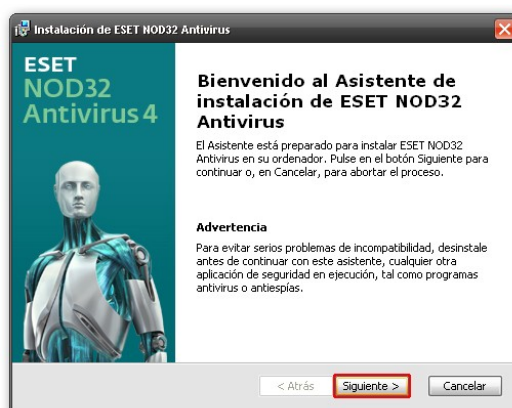 Instalación de ESET NOD32 Antivirus
ESET
NOD32
Antivirus 4
Bienvenido al Asistente de
instalación de ESET NOD32
Antivirus
El Asistente está preparado para instalar ESET NOD32
Antivirus en su ordenador. Pulse en el botón Siguiente para
continuar o, en Cancelar, para abortar el proceso.
Advertencia
Para evitar serios problemas de incompatibilidad, desinstale
antes de continuar con este asistente, cualquier otra
aplicación de seguridad en ejecución, tal como programas
antivirus o antiespías.
< Atrás Siguiente > Cancelar